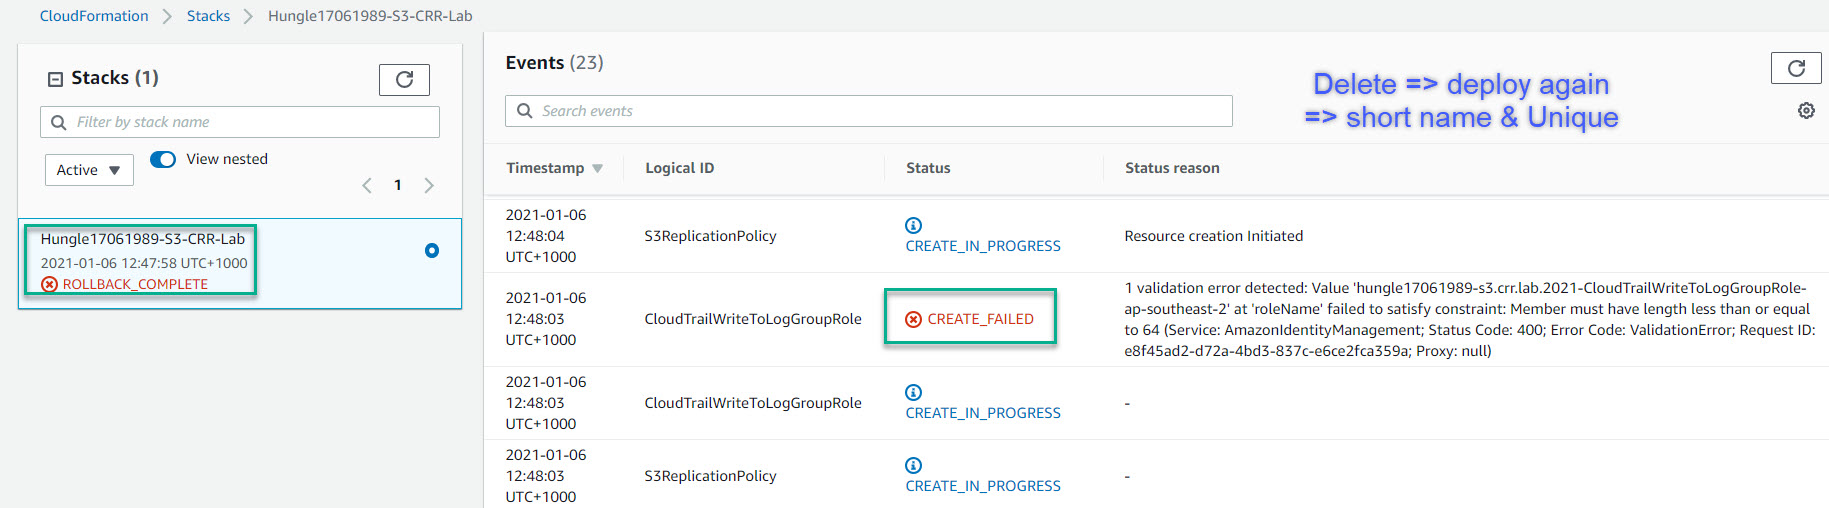 CloudFormation > Stacks > Hungle17061989-S3-CRR-Lab
Stacks (1)
Filter by stack name
Active
View nested
1
Hungle17061989-S3-CRR-Lab
2021-01-06 12:47:58 UTC+1000
ROLLBACK_COMPLETE
Events (23)
Delete => deploy again
=> short name & Unique
Search events
Timestamp Logical ID Status Status reason
2021-01-06
12:48:04
UTC+1000
S3ReplicationPolicy
CREATE_IN_PROGRESS
Resource creation Initiated
2021-01-06
12:48:03
UTC+1000
CloudTrailWriteToLogGroupRole
CREATE_FAILED
1 validation error detected: Value 'hungle17061989-s3.crr.lab.2021-CloudTrailWriteToLogGroupRole-
ap-southeast-2' at 'roleName' failed to satisfy constraint: Member must have length less than or equal
to 64 (Service: AmazonIdentityManagement; Status Code: 400; Error Code: ValidationError; Request ID:
e8f45ad2-d72a-4bd3-837c-e6ce2fca359a; Proxy: null)
2021-01-06
12:48:03
UTC+1000
CloudTrailWriteToLogGroupRole
CREATE_IN_PROGRESS
-
2021-01-06
12:48:03
UTC+1000
S3ReplicationPolicy
CREATE_IN_PROGRESS
-